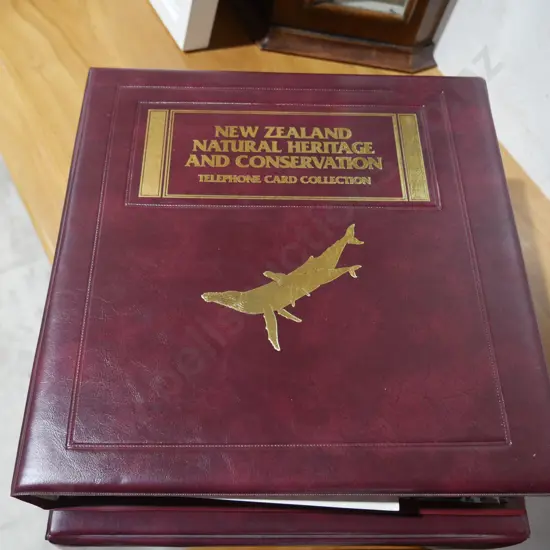 NEW ZEALAND
NATURAL HERITAGE
AND CONSERVATION
TELEPHONE CARD COLLECTION